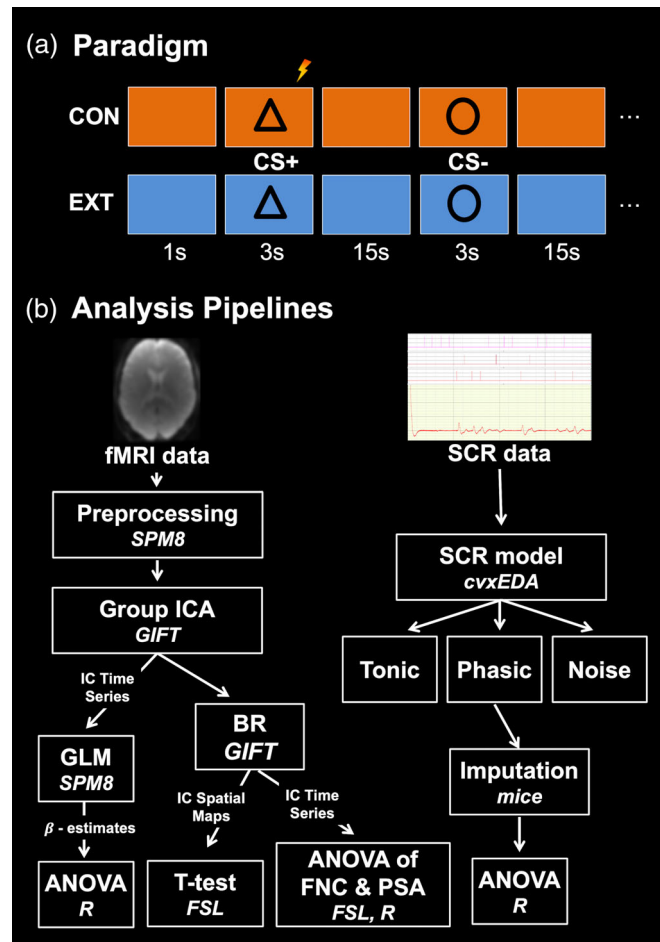 (a) Paradigm
CON
...
CS+ CS-
EXT
...
1s 3s 15s 3s 15s
(b) Analysis Pipelines
fMRI data
SCR data
Preprocessing
SPM8
SCR model
cvxEDA
Group ICA
GIFT
Tonic
Phasic
Noise
IC Time
Series
BR
GIFT
GLM
SPM8
Imputation
mice
IC Spatial
Maps
IC Time
Series
β - estimates
ANOVA
R
T-test
FSL
ANOVA of
FNC & PSA
FSL, R
ANOVA
R